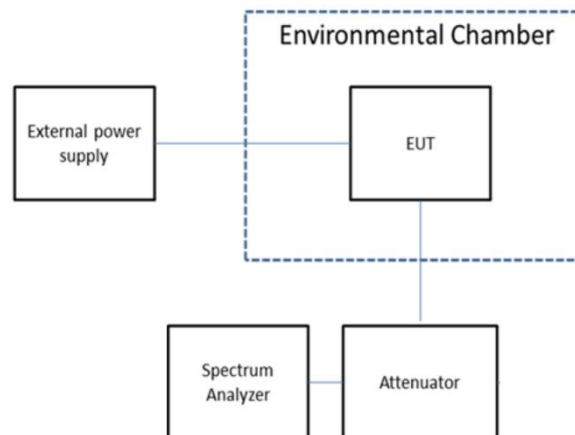 Environmental Chamber
External power
supply
EUT
Spectrum
Analyzer
Attenuator